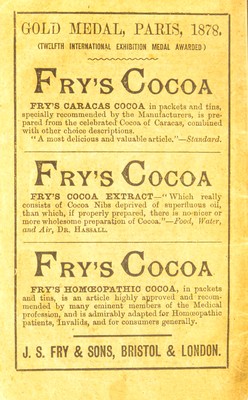 GOLD MEDAL, PARIS, 1878.
(TWELFTH INTERNATIONAL EXHIBITION MEDAL AWARDED)
FRY'S COCOA
FRY'S CARACAS COCOA in packets and tins,
specially recommended by the Manufacturers, is pre-
pared from the celebrated Cocoa of Caracas, combined
with other choice descriptions.
"A most delicious and valuable article."—Standard.
FRY'S COCOA
FRY'S COCOA EXTRACT—"Which really
consists of Cocoa Nibs deprived of superfluous oil,
than which, if properly prepared, there is no nicer or
more wholesome preparation of Cocoa."—Food, Water,
and Air, DR. HASSALL.
FRY'S COCOA
FRY'S HOMŒOPATHIC COCOA, in packets
and tins, is an article highly approved and recom-
mended by many eminent members of the Medical
profession, and is admirably adapted for Homœopathic
patients, Invalids, and for consumers generally.
J. S. FRY & SONS, BRISTOL & LONDON.